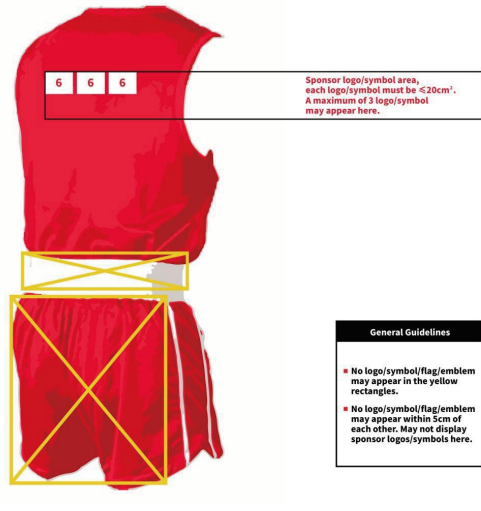 6 6 6
Sponsor logo/symbol area,
each logo/symbol must be ⩽20cm².
A maximum of 3 logo/symbol
may appear here.
General Guidelines
▪ No logo/symbol/flag/emblem
may appear in the yellow
rectangles.
▪ No logo/symbol/flag/emblem
may appear within 5cm of
each other. May not display
sponsor logos/symbols here.